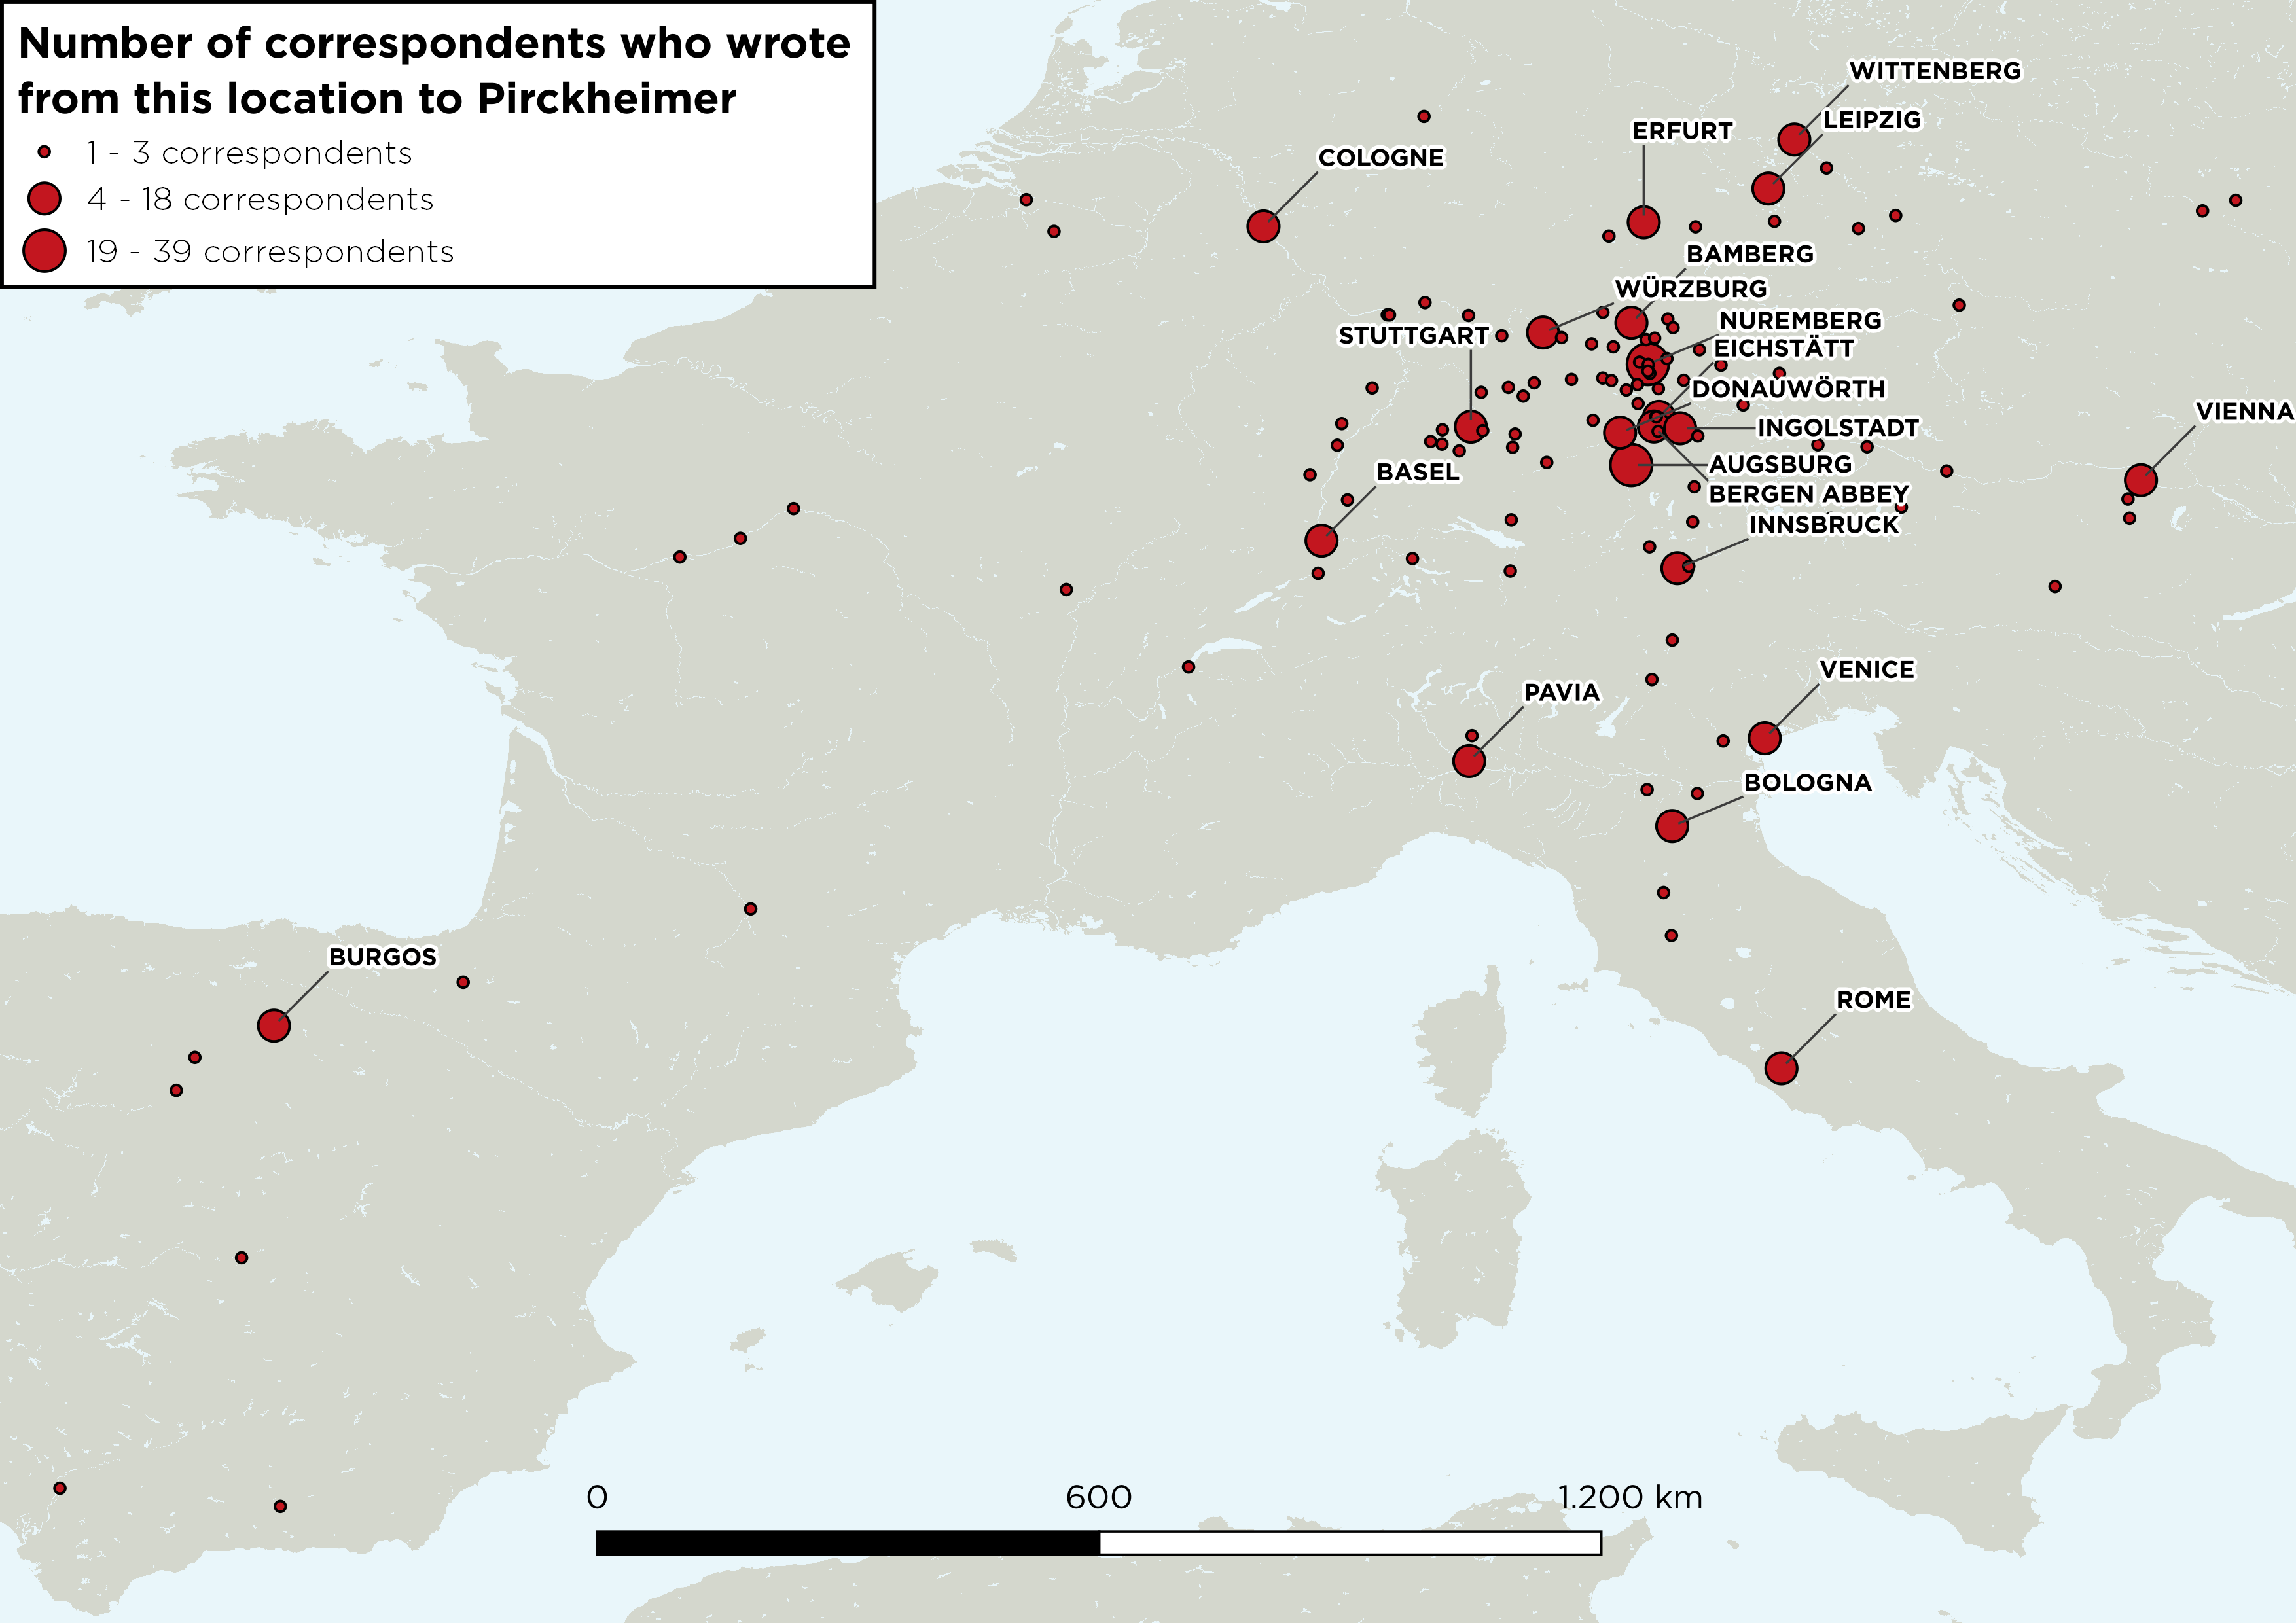 Number of correspondents who wrote
from this location to Pirckheimer
1 - 3 correspondents
4 - 18 correspondents
19 - 39 correspondents
WITTENBERG
LEIPZIG
ERFURT
COLOGNE
BAMBERG
WÜRZBURG
NUREMBERG
STUTTGART
EICHSTÄTT
DONAUWÖRTH
VIENNA
INGOLSTADT
AUGSBURG
BASEL
BERGEN ABBEY
INNSBRUCK
VENICE
PAVIA
BOLOGNA
BURGOS
ROME
0 600 1.200 km